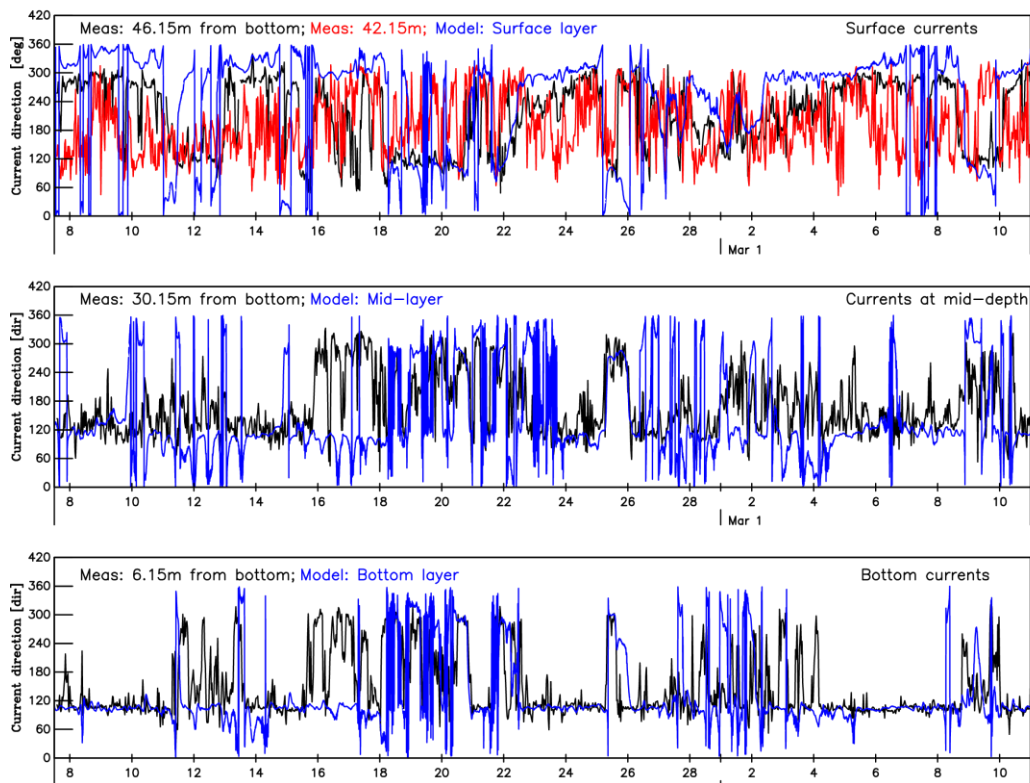 420 Meas: 46.15m from bottom; Meas: 42.15m; Model: Surface layer Surface currents
360
300
240
180
120
60
0
Current direction [deg]
8 10 12 14 16 18 20 22 24 26 28 2 4 6 8 10
Mar 1
420 Meas: 30.15m from bottom; Model: Mid-layer Currents at mid-depth
360
300
240
180
120
60
0
Current direction [dir]
8 10 12 14 16 18 20 22 24 26 28 2 4 6 8 10
Mar 1
420
Meas: 6.15m from bottom; Model: Bottom layer Bottom currents
360
300
240
180
120
60
0
Current direction [dir]
8 10 12 14 16 18 20 22 24 26 28 2 4 6 8 10